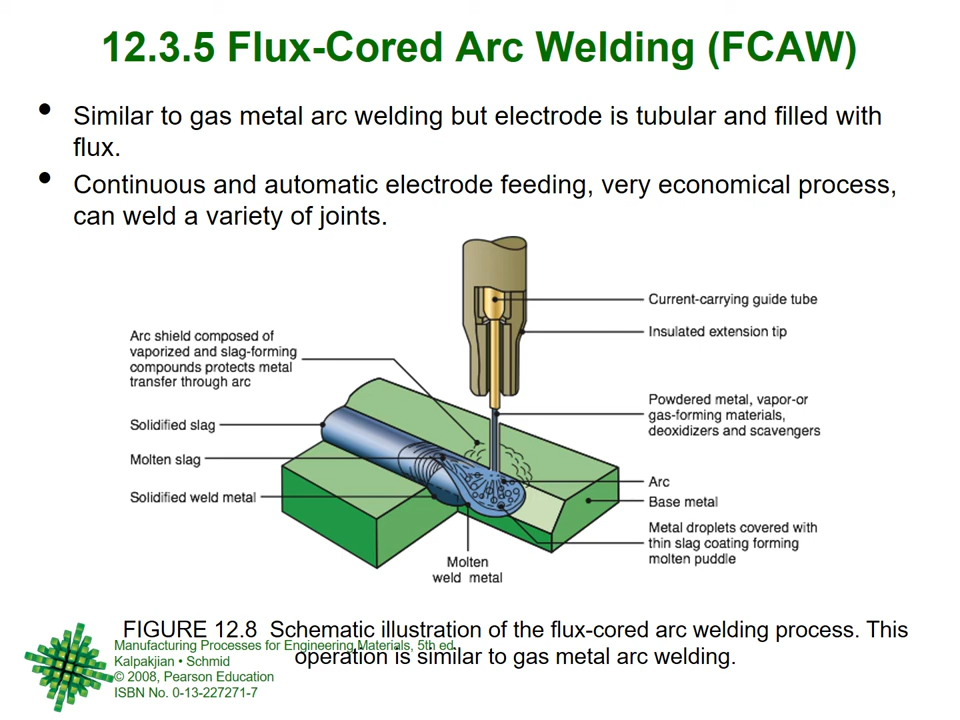 12.3.5 Flux-Cored Arc Welding (FCAW)
• Similar to gas metal arc welding but electrode is tubular and filled with
flux.
• Continuous and automatic electrode feeding, very economical process,
can weld a variety of joints.
Current-carrying guide tube
Insulated extension tip
Arc shield composed of
vaporized and slag-forming
compounds protects metal
transfer through arc
Powdered metal, vapor-or
gas-forming materials,
deoxidizers and scavengers
Solidified slag
Molten slag
Solidified weld metal
Arc
Base metal
Metal droplets covered with
thin slag coating forming
molten puddle
Molten
weld metal
FIGURE 12.8 Schematic illustration of the flux-cored arc welding process. This
operation is similar to gas metal arc welding.
Manufacturing Processes for Engineering Materials, 5th ed.
Kalpakjian • Schmid
© 2008, Pearson Education
ISBN No. 0-13-227271-7